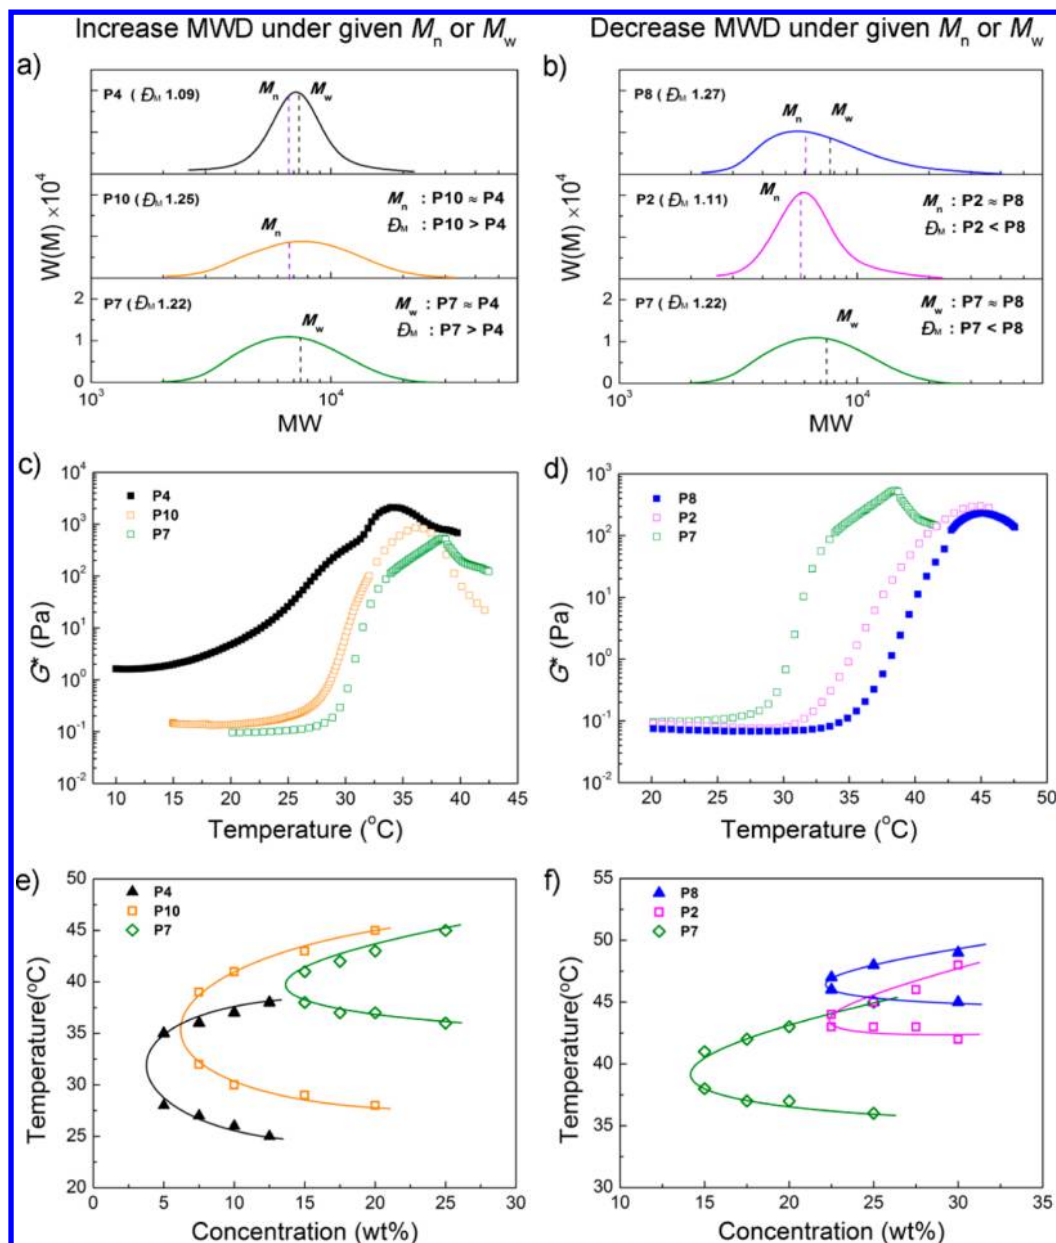 Increase MWD under given Mn or Mw
Decrease MWD under given Mn or Mw
a)
P4 ( ĐM 1.09)
Mn
Mw
P10 (ĐM 1.25)
Mn
Mn : P10 ≈ P4
ĐM : P10 > P4
P7 ( ĐM 1.22)
Mw
Mw : P7 ≈ P4
ĐM : P7 > P4
W(M) ×10⁴
2
1
0
10³
10⁴
MW
b)
P8 (ĐM 1.27)
Mn
Mw
P2 (ĐM 1.11)
Mn
Mn : P2 ≈ P8
ĐM : P2 < P8
P7 (ĐM 1.22)
Mw
Mw : P7 ≈ P8
ĐM : P7 < P8
W(M) ×10⁴
2
1
0
10³
10⁴
MW
c)
P4
P10
P7
G* (Pa)
10⁴
10³
10²
10¹
10⁰
10⁻¹
10⁻²
10 15 20 25 30 35 40 45
Temperature (°C)
d)
P8
P2
P7
G* (Pa)
10³
10²
10¹
10⁰
10⁻¹
10⁻²
20 25 30 35 40 45 50
Temperature (°C)
e)
P4
P10
P7
Temperature(°C)
50
45
40
35
30
25
20
0 5 10 15 20 25 30
Concentration (wt%)
f)
P8
P2
P7
Temperature(°C)
55
50
45
40
35
30
10 15 20 25 30 35
Concentration (wt%)